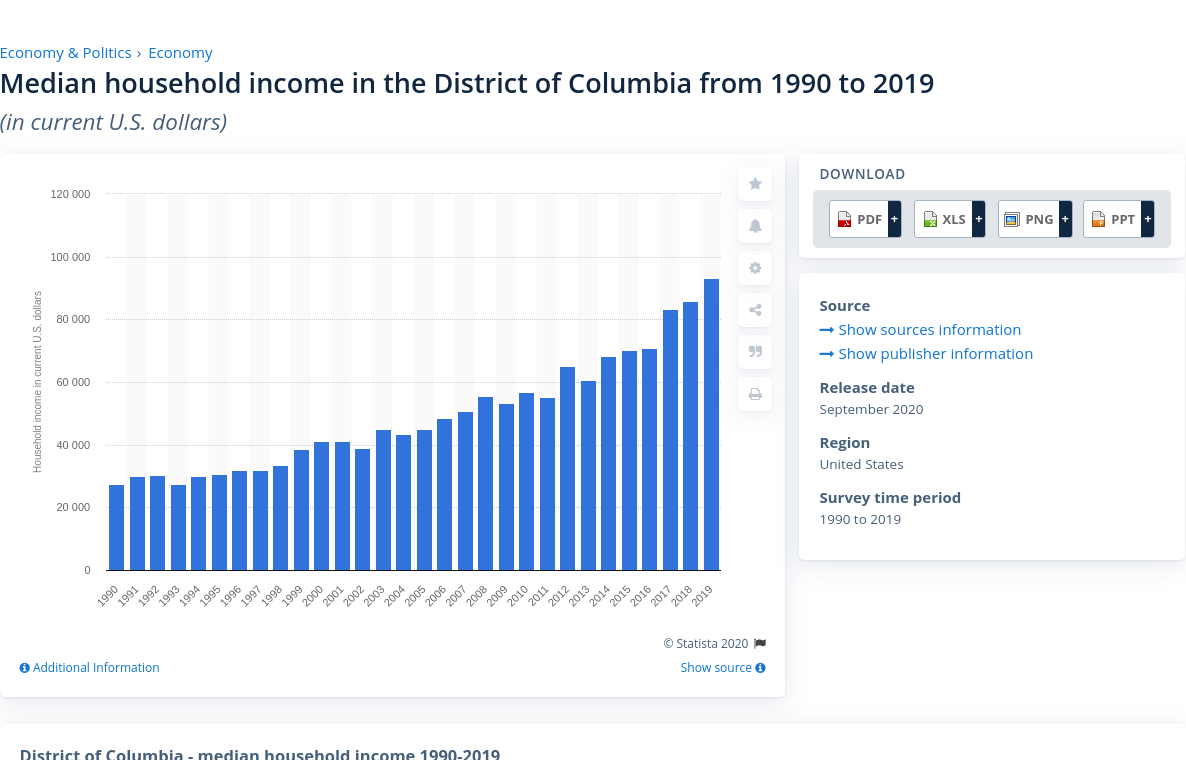 Economy & Politics › Economy
Median household income in the District of Columbia from 1990 to 2019
(in current U.S. dollars)
120 000
100 000
80 000
60 000
40 000
20 000
0
Household income in current U.S. dollars
1990 1991 1992 1993 1994 1995 1996 1997 1998 1999 2000 2001 2002 2003 2004 2005 2006 2007 2008 2009 2010 2011 2012 2013 2014 2015 2016 2017 2018 2019
© Statista 2020
Additional Information
Show source
DOWNLOAD
PDF + XLS + PNG + PPT +
Source
Show sources information
Show publisher information
Release date
September 2020
Region
United States
Survey time period
1990 to 2019
District of Columbia - median household income 1990-2019